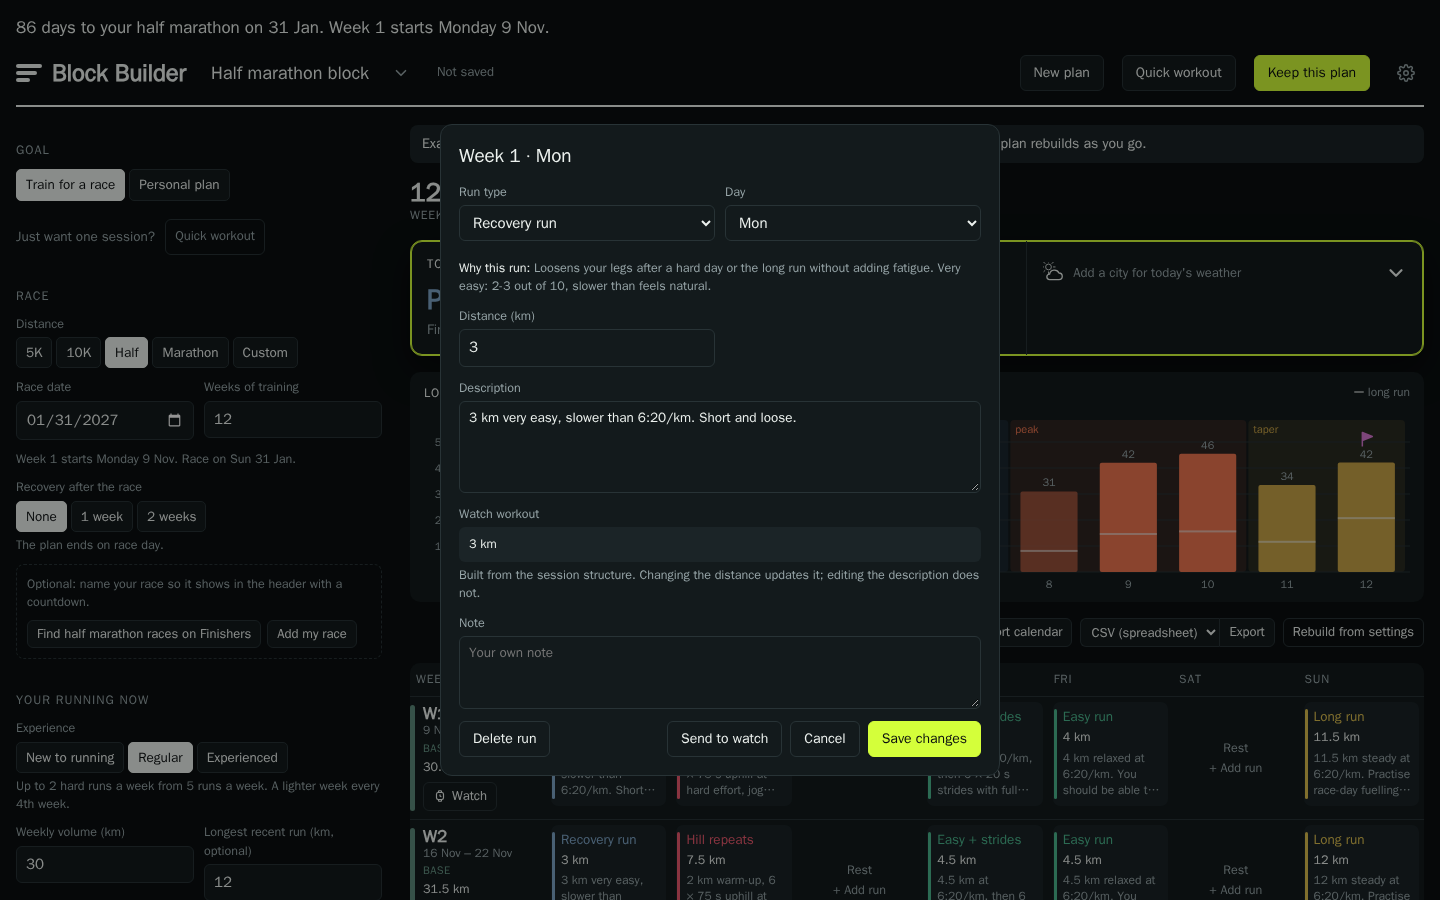 86 days to your half marathon on 31 Jan. Week 1 starts Monday 9 Nov.
Block Builder
Half marathon block
Not saved
New plan
Quick workout
Keep this plan
GOAL
Train for a race
Personal plan
Just want one session?
Quick workout
RACE
Distance
5K
10K
Half
Marathon
Custom
Race date
Weeks of training
01/31/2027
12
Week 1 starts Monday 9 Nov. Race on Sun 31 Jan.
Recovery after the race
None
1 week
2 weeks
The plan ends on race day.
Optional: name your race so it shows in the header with a
countdown.
Find half marathon races on Finishers
Add my race
YOUR RUNNING NOW
Experience
New to running
Regular
Experienced
Up to 2 hard runs a week from 5 runs a week. A lighter week every
4th week.
Weekly volume (km)
Longest recent run (km,
optional)
30
12
plan rebuilds as you go.
12
Add a city for today's weather
long run
peak
taper
31
42
46
34
42
8
9
10
11
12
CSV (spreadsheet)
Export
Rebuild from settings
calendar
Week 1 · Mon
Run type
Day
Recovery run
Mon
Why this run: Loosens your legs after a hard day or the long run without adding fatigue. Very
easy: 2-3 out of 10, slower than feels natural.
Distance (km)
3
Description
3 km very easy, slower than 6:20/km. Short and loose.
Watch workout
3 km
Built from the session structure. Changing the distance updates it; editing the description does
not.
Note
Your own note
Delete run
Send to watch
Cancel
Save changes
FRI
SAT
SUN
Watch
6:20/km. Short···
hard effort, jog···
strides with full···
Easy run
4 km
4 km relaxed at
6:20/km. You
should be able t···
Rest
+ Add run
Long run
11.5 km
11.5 km steady at
6:20/km. Practise
race-day fuelling···
W2
16 Nov – 22 Nov
BASE
31.5 km
Recovery run
3 km
3 km very easy,
slower than
Hill repeats
7.5 km
2 km warm-up, 6
× 75 s uphill at
Rest
+ Add run
Easy + strides
4.5 km
4.5 km at
6:20/km, then 6
Easy run
4.5 km
4.5 km relaxed at
6:20/km. You
Rest
+ Add run
Long run
12 km
12 km steady at
6:20/km. Practise